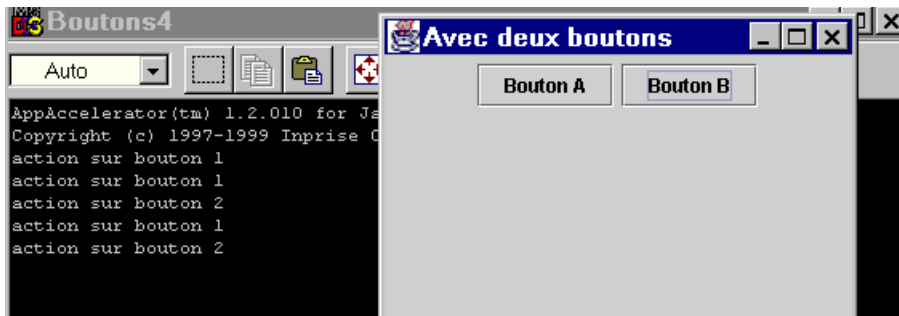 Boutons4
Avec deux boutons
Auto
Bouton A
Bouton B
AppAccelerator(tm) 1.2.010 for Ja
Copyright (c) 1997-1999 Inprise C
action sur bouton 1
action sur bouton 1
action sur bouton 2
action sur bouton 1
action sur bouton 2